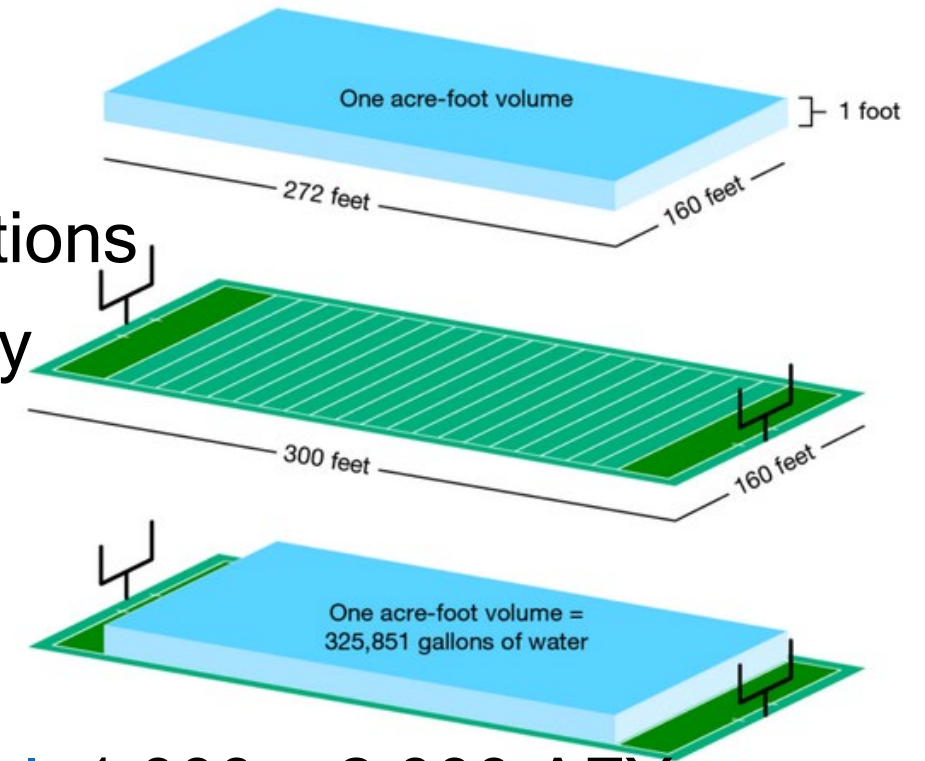 One acre-foot volume
1 foot
272 feet
160 feet
tions
y
300 feet
160 feet
One acre-foot volume =
325,851 gallons of water